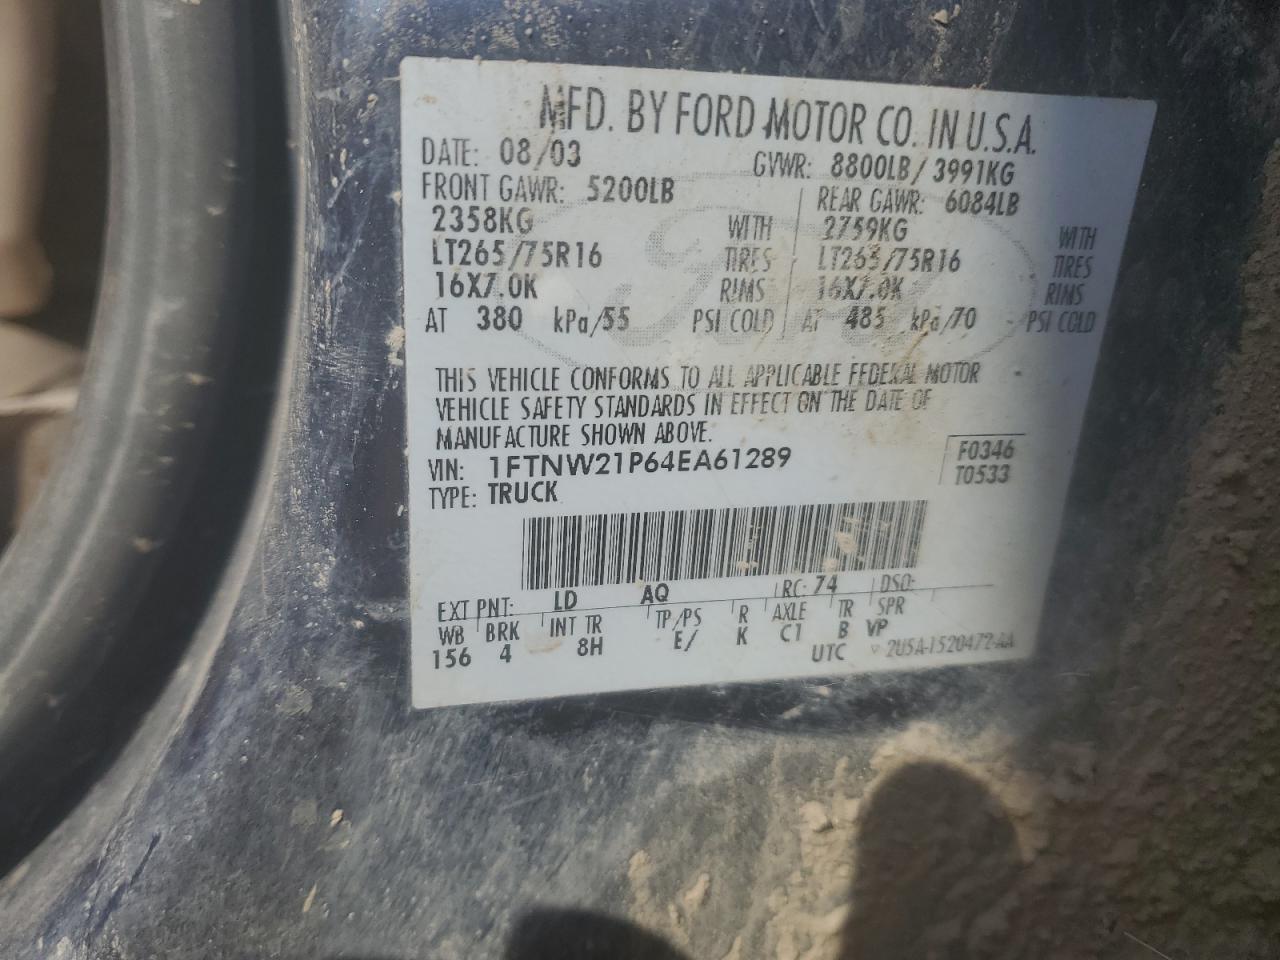 MFD. BY FORD MOTOR CO. IN U.S.A.
DATE: 08/03 GVWR: 8800LB/3991KG
FRONT GAWR: 5200LB REAR GAWR: 6084LB
2358KG WITH 2759KG WITH
LT265/75R16 TIRES LT265/75R16 TIRES
16X7.0K RIMS 16X7.0K RIMS
AT 380 kPa/55 PSI COLD AT 485 kPa/70 PSI COLD
THIS VEHICLE CONFORMS TO ALL APPLICABLE FEDERAL MOTOR
VEHICLE SAFETY STANDARDS IN EFFECT ON THE DATE OF
MANUFACTURE SHOWN ABOVE.
VIN: 1FTNW21P64EA61289 F0346
TYPE: TRUCK T0533
EXT PNT: LD AQ RC: 74 DSO:
WB BRK INT TR TP/PS R AXLE TR SPR
156 4 8H E/ K C1 B VP
UTC 2U5A-1520472-AA